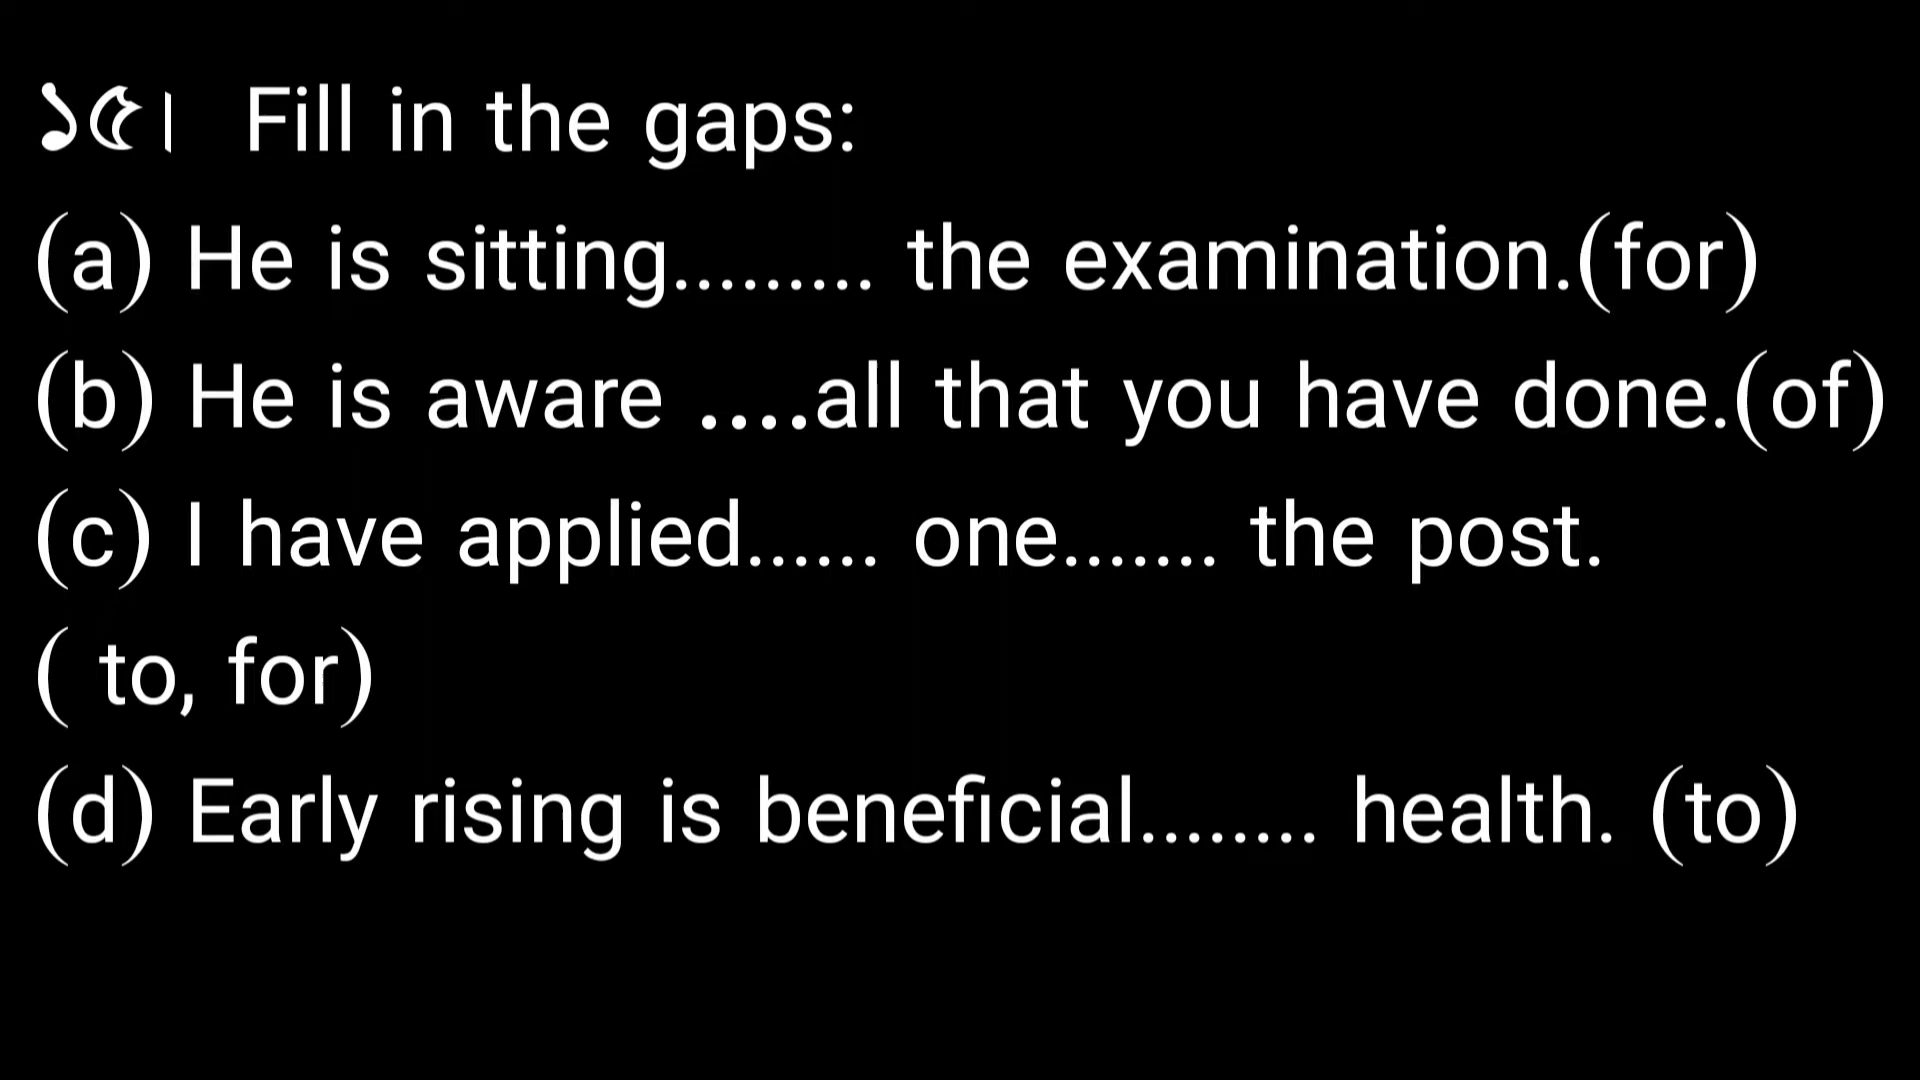 ১৫। Fill in the gaps:
(a) He is sitting......... the examination.(for)
(b) He is aware ....all that you have done.(of)
(c) I have applied...... one....... the post.
( to, for)
(d) Early rising is beneficial........ health. (to)